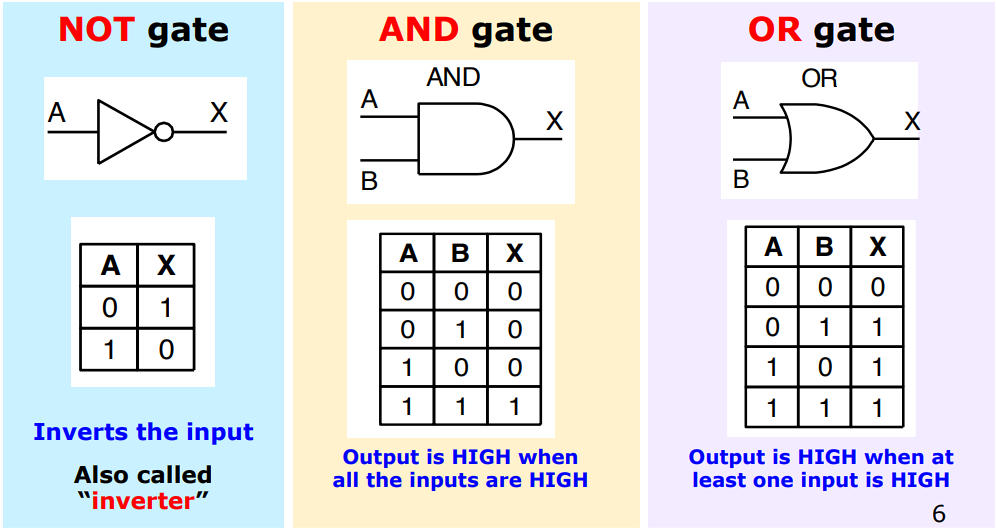 NOT gate
A X
A X
0 1
1 0
Inverts the input
Also called
“inverter”
AND gate
AND
A
X
B
A B X
0 0 0
0 1 0
1 0 0
1 1 1
Output is HIGH when
all the inputs are HIGH
OR gate
OR
A
X
B
A B X
0 0 0
0 1 1
1 0 1
1 1 1
Output is HIGH when at
least one input is HIGH
6